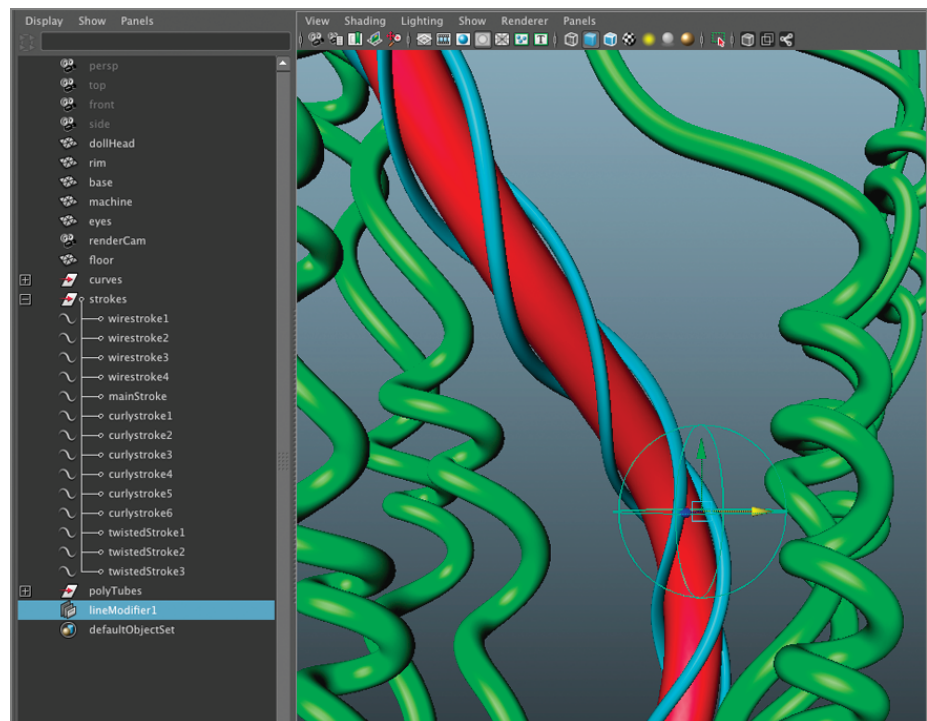 Display Show Panels
View Shading Lighting Show Renderer Panels
persp
top
front
side
dollHead
rim
base
machine
eyes
renderCam
floor
curves
strokes
wirestroke1
wirestroke2
wirestroke3
wirestroke4
mainStroke
curlystroke1
curlystroke2
curlystroke3
curlystroke4
curlystroke5
curlystroke6
twistedStroke1
twistedStroke2
twistedStroke3
polyTubes
lineModifier1
defaultObjectSet